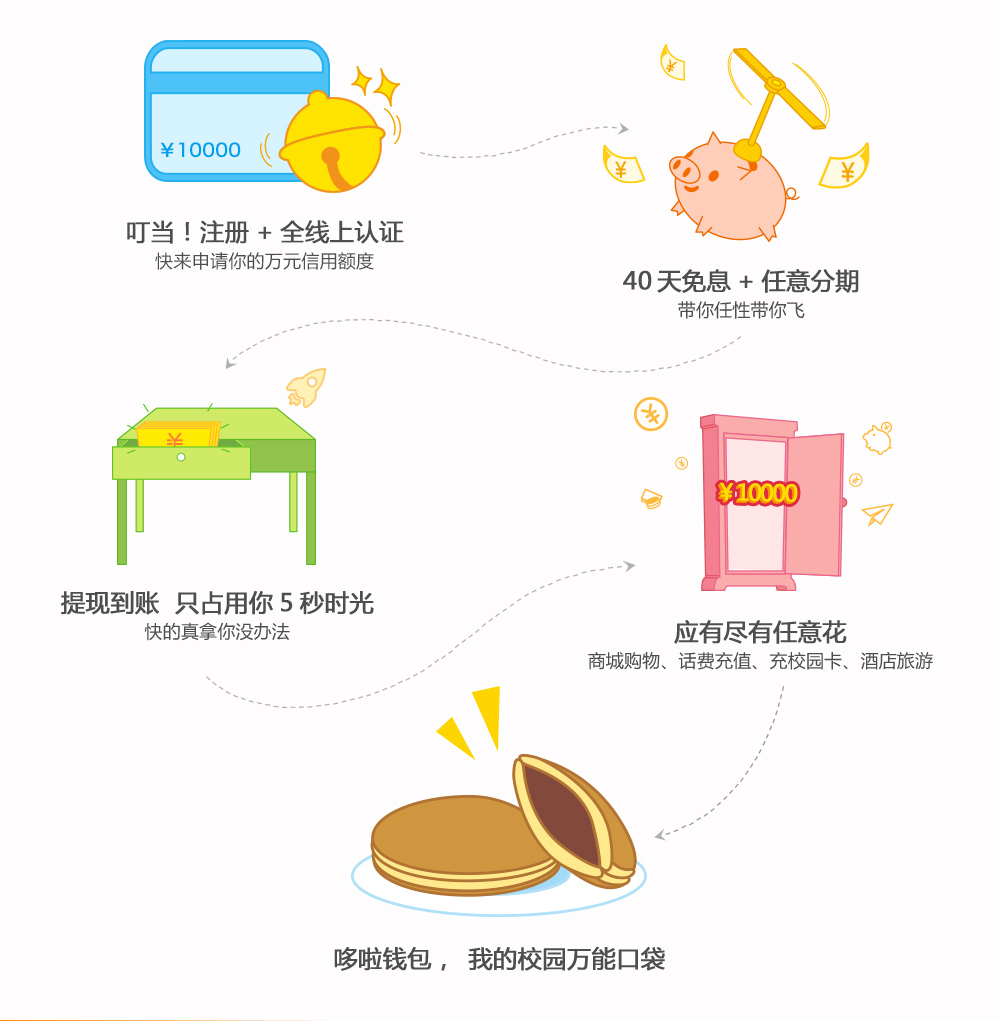 ¥10000
叮当！注册 + 全线上认证
快来申请你的万元信用额度
¥
¥
¥
40 天免息 + 任意分期
带你任性带你飞
¥
提现到账 只占用你 5 秒时光
快的真拿你没办法
¥10000
应有尽有任意花
商城购物、话费充值、充校园卡、酒店旅游
哆啦钱包， 我的校园万能口袋